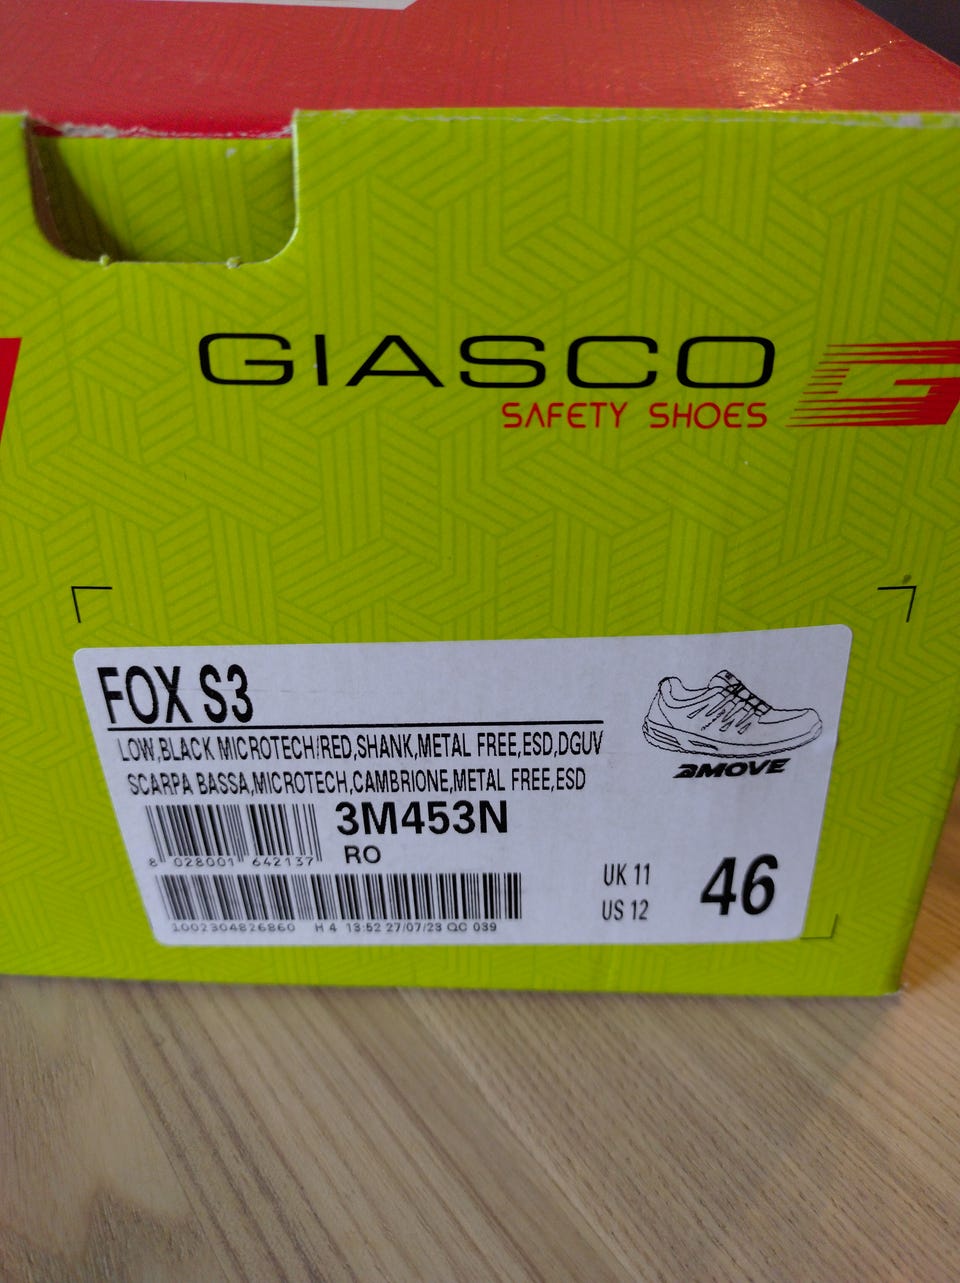 GIASCO
SAFETY SHOES
FOX S3
LOW,BLACK MICROTECH/RED,SHANK,METAL FREE,ESD,DGUV
SCARPA BASSA,MICROTECH,CAMBRIONE,METAL FREE,ESD
3MOVE
3M453N
8 028001 642137
RO
UK 11
US 12
46
1002304826860 H 4 13:52 27/07/23 QC 039